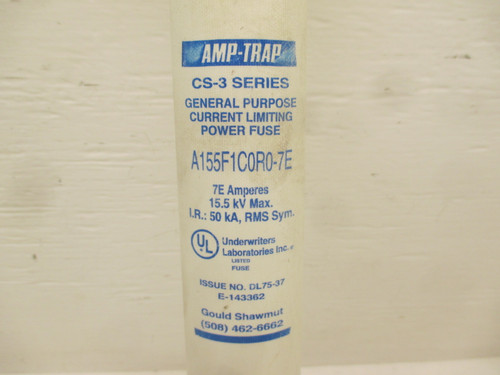 AMP-TRAP
CS-3 SERIES
GENERAL PURPOSE
CURRENT LIMITING
POWER FUSE
A155F1C0R0-7E
7E Amperes
15.5 kV Max.
I.R.: 50 kA, RMS Sym.
UL
Underwriters
Laboratories Inc.
LISTED
FUSE
ISSUE NO. DL75-37
E-143362
Gould Shawmut
(508) 462-6662